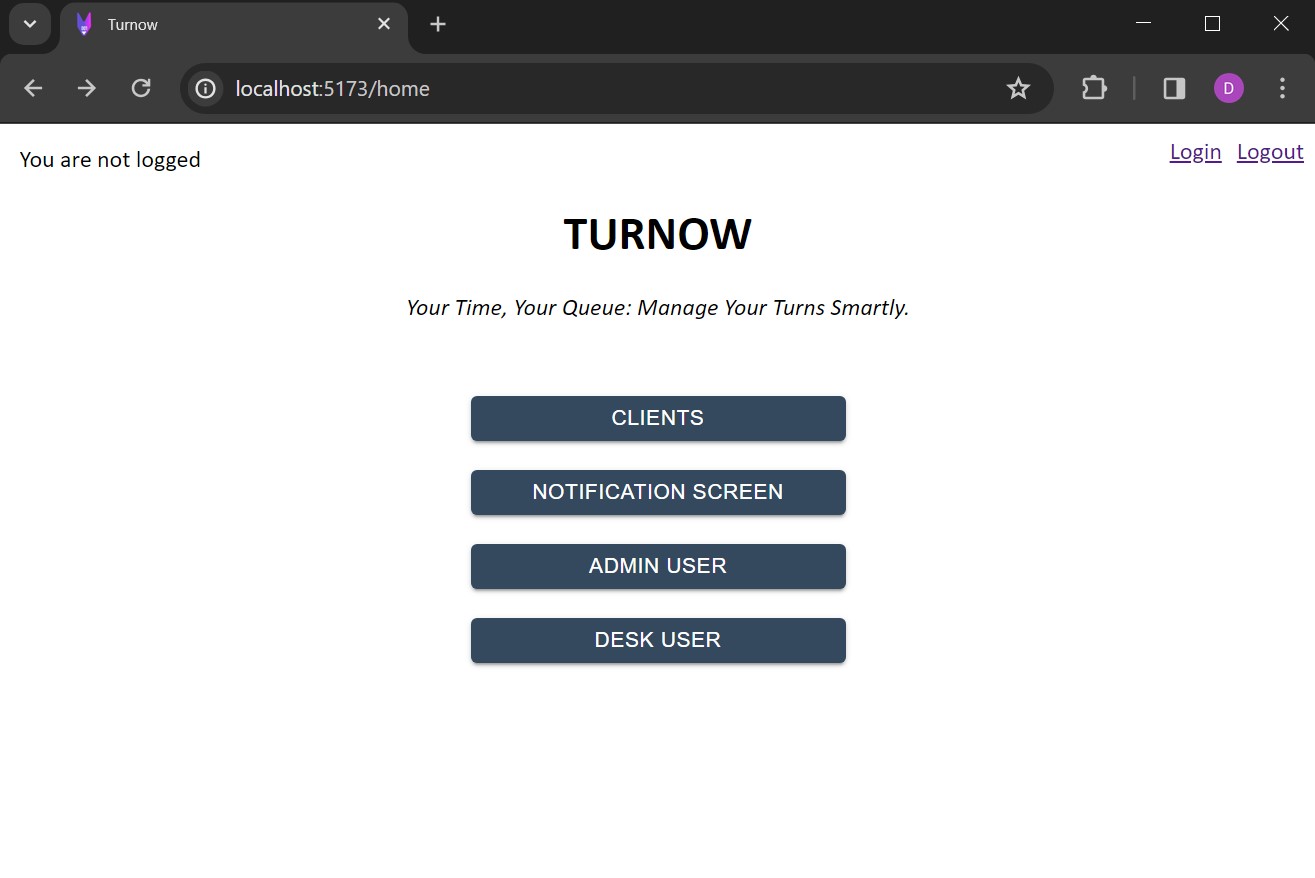 Turnow
localhost:5173/home
D
You are not logged
Login Logout
TURNOW
Your Time, Your Queue: Manage Your Turns Smartly.
CLIENTS
NOTIFICATION SCREEN
ADMIN USER
DESK USER